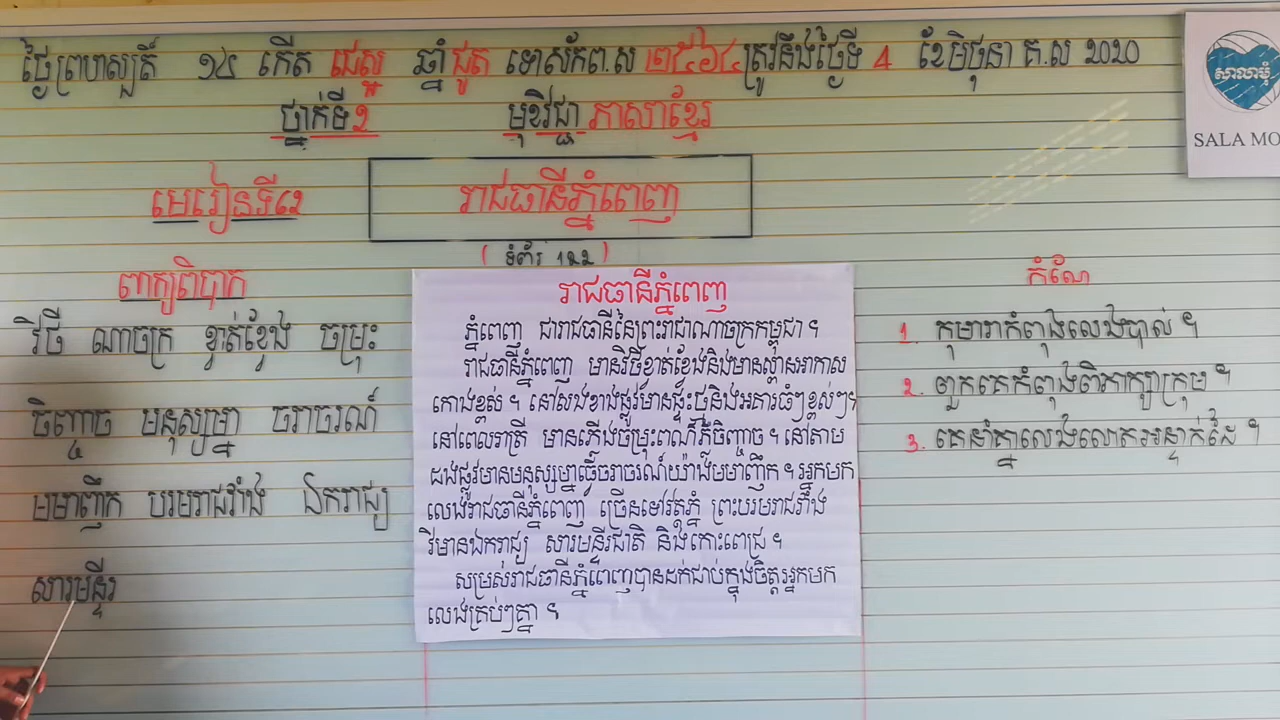 ថ្ងៃព្រហស្បតិ៍ ១៤ កើត ជេស្ឋ ឆ្នាំ ជូត ទោស័កព.ស ២៥៦៤ ត្រូវនឹងថ្ងៃទី 4 ខែមិថុនា គ.ស ២០២០
ថ្នាក់ទី២ មុខវិជ្ជា ភាសាខ្មែរ
មេរៀនទី២ រាជធានីភ្នំពេញ
( ទំព័រ ១២២ )
ពាក្យពិបាក
វិថី ណាចក្រ ខ្វាត់ខ្វែង ចម្រុះ
ចិញ្ចាច មនុស្សម្នា ចរាចរណ៍
មមាញឹក បរមរាជវាំង ឯករាជ្យ
សារមន្ទីរ
រាជធានីភ្នំពេញ
ភ្នំពេញ ជារាជធានីនៃព្រះរាជាណាចក្រកម្ពុជា ។
រាជធានីភ្នំពេញ មានវិថីខ្វាត់ខ្វែងនិងមានស្ពានអាកាស
កោងខ្ពស់ ។ នៅសងខាងផ្លូវមានផ្ទះថ្មនិងអគារធំៗខ្ពស់ៗ។
នៅពេលរាត្រី មានភ្លើងចម្រុះពណ៌ភ្លឺចិញ្ចាច ។ នៅតាម
ដងផ្លូវមានមនុស្សម្នាធ្វើចរាចរណ៍យ៉ាងមមាញឹក ។ អ្នកមក
លេងរាជធានីភ្នំពេញ ច្រើនទៅវត្តភ្នំ ព្រះបរមរាជវាំង
វិមានឯករាជ្យ សារមន្ទីរជាតិ និងកោះពេជ្រ ។
សម្រស់រាជធានីភ្នំពេញបានដក់ជាប់ក្នុងចិត្តអ្នកមក
លេងគ្រប់ៗគ្នា ។
កំណែ
1. កុមារាកំពុងលេងបាល់ ។
2. ពួកគេកំពុងពិភាក្សាក្រុម ។
3. គេនាំគ្នាលេងលោតអន្ទាក់ដៃ ។
សាលាមុំ
SALA MO